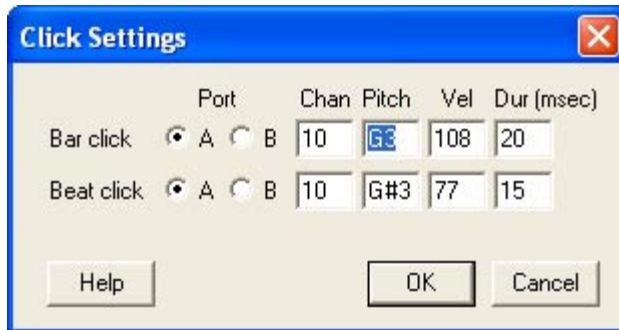 Click Settings
Port Chan Pitch Vel Dur (msec)
Bar click A B 10 G3 108 20
Beat click A B 10 G#3 77 15
Help OK Cancel